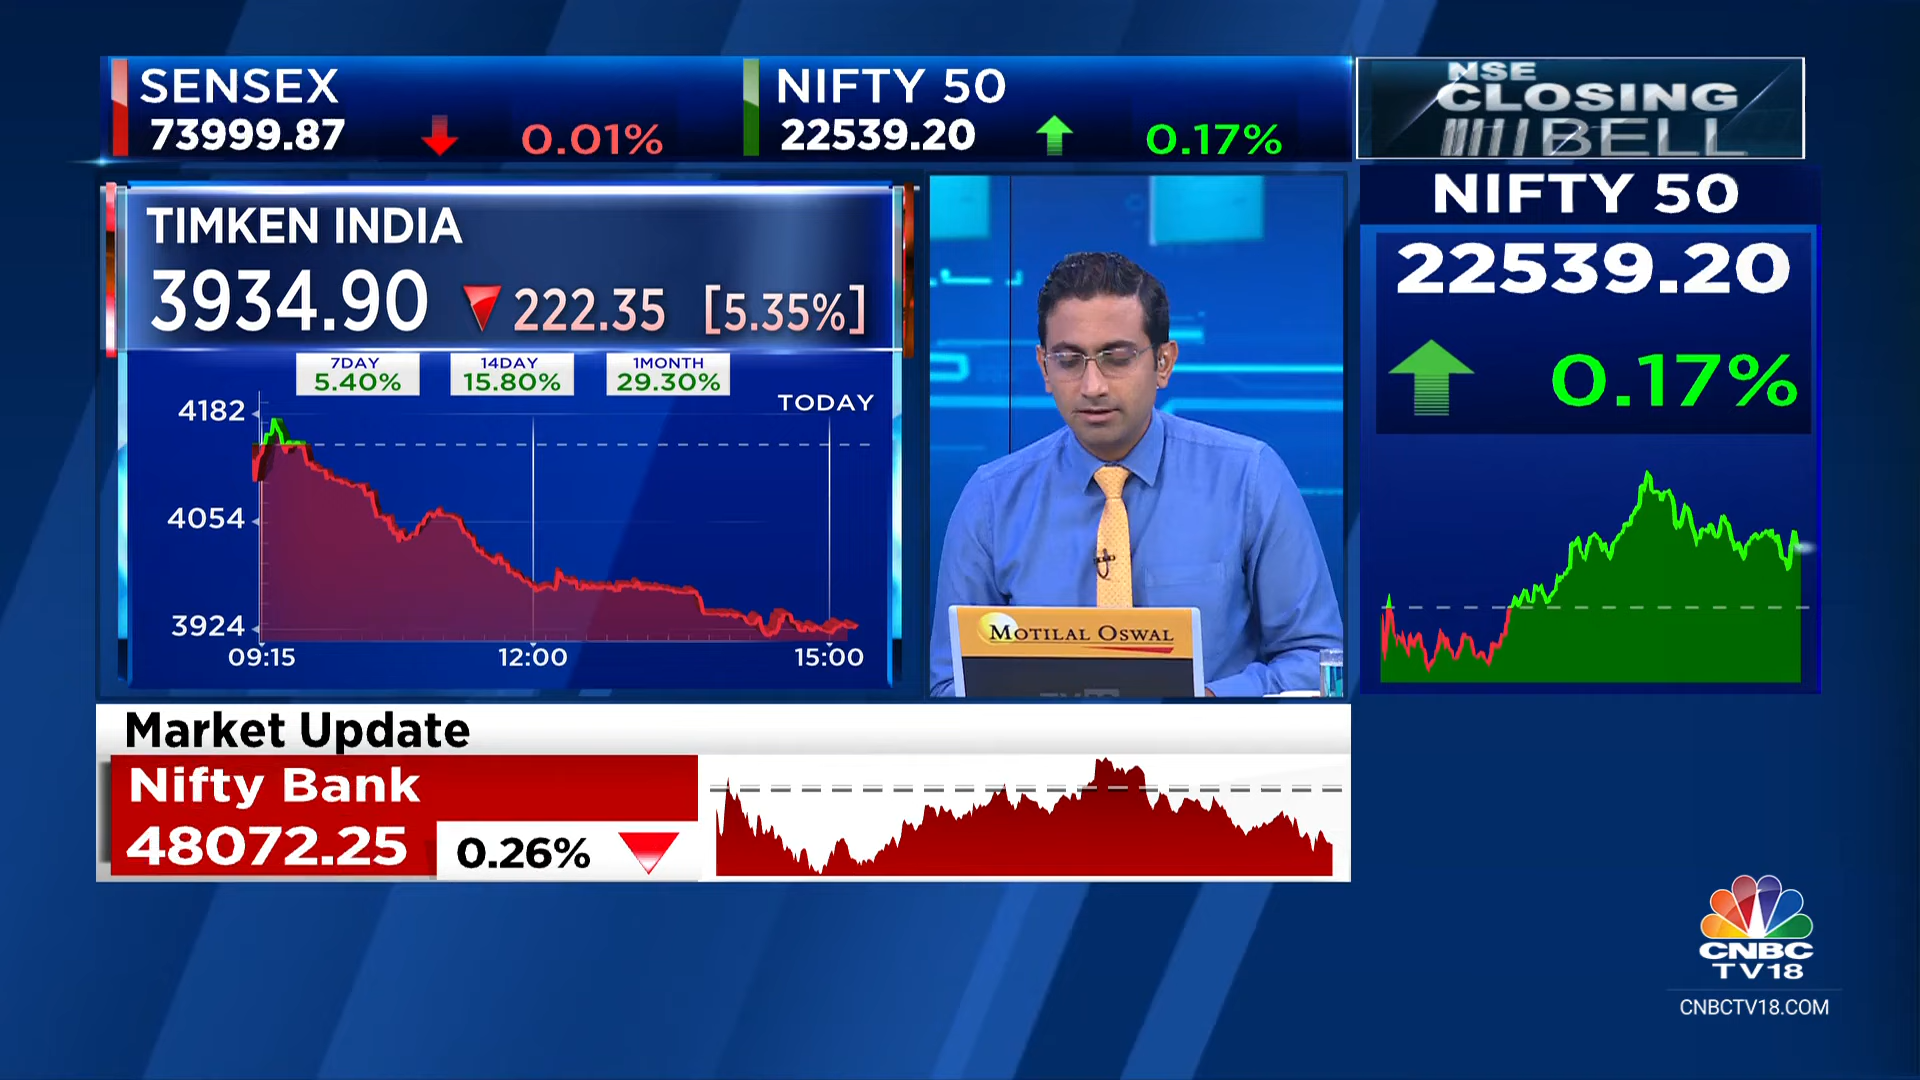 SENSEX
73999.87 0.01%
NIFTY 50
22539.20 0.17%
NSE
CLOSING
BELL
TIMKEN INDIA
3934.90 222.35 [5.35%]
7DAY
5.40%
14DAY
15.80%
1MONTH
29.30%
TODAY
4182
4054
3924
09:15 12:00 15:00
MOTILAL OSWAL
NIFTY 50
22539.20
0.17%
Market Update
Nifty Bank
48072.25 0.26%
CNBC
TV18
CNBCTV18.COM